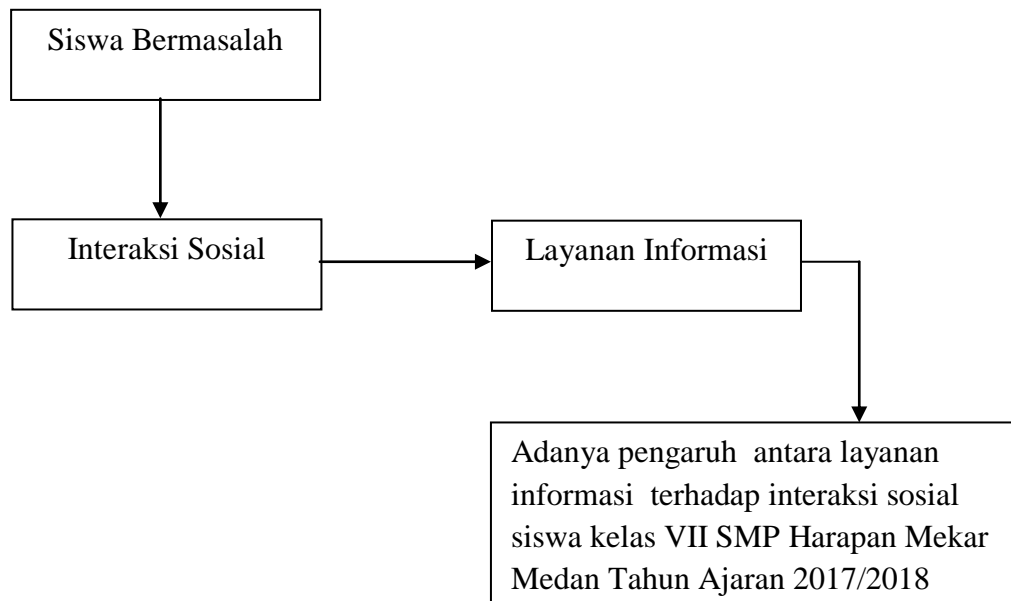 Siswa Bermasalah
Interaksi Sosial
Layanan Informasi
Adanya pengaruh  antara layanan
informasi  terhadap interaksi sosial
siswa kelas VII SMP Harapan Mekar
Medan Tahun Ajaran 2017/2018